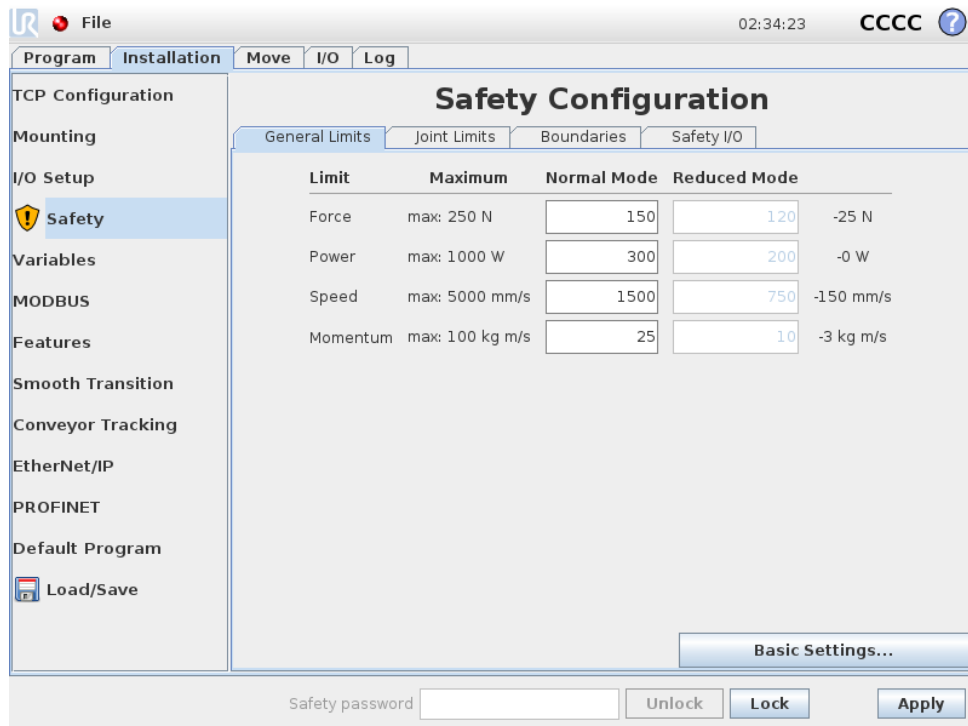 UR File 02:34:23 CCCC ?
Program Installation Move I/O Log
TCP Configuration
Mounting
I/O Setup
Safety
Variables
MODBUS
Features
Smooth Transition
Conveyor Tracking
EtherNet/IP
PROFINET
Default Program
Load/Save
Safety Configuration
General Limits Joint Limits Boundaries Safety I/O
Limit Maximum Normal Mode Reduced Mode
Force max: 250 N 150 120 -25 N
Power max: 1000 W 300 200 -0 W
Speed max: 5000 mm/s 1500 750 -150 mm/s
Momentum max: 100 kg m/s 25 10 -3 kg m/s
Basic Settings...
Safety password Unlock Lock Apply